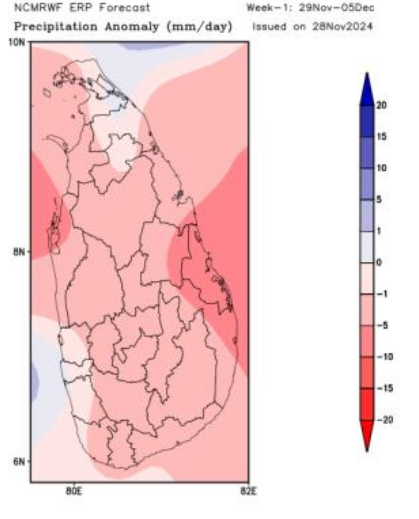 NCMRWF ERP Forecast
Week-1: 29Nov-05Dec
Precipitation Anomaly (mm/day)
Issued on 28Nov2024
10N
8N
6N
80E
82E
20
15
10
5
1
0
-1
-5
-10
-15
-20